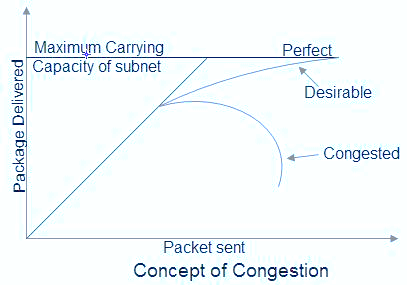 Maximum Carrying
Perfect
Capacity of subnet
Desirable
Package Delivered
Congested
Packet sent
Concept of Congestion